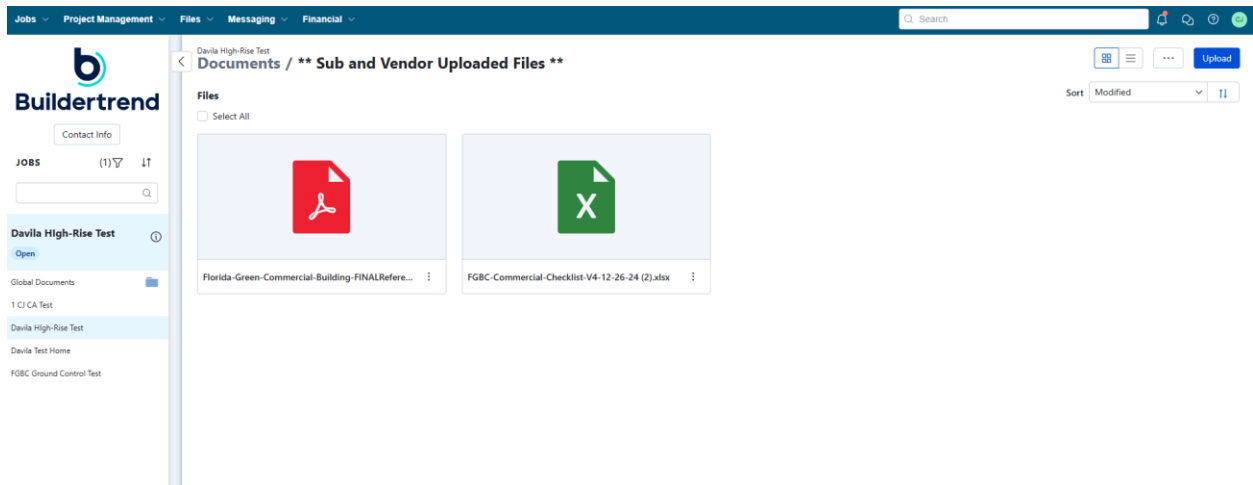 Jobs Project Management Files Messaging Financial Search CJ
Buildertrend
Contact Info
JOBS (1)
Davila HIgh-Rise Test
Open
Global Documents
1 CJ CA Test
Davila HIgh-Rise Test
Davila Test Home
FGBC Ground Control Test
Davila HIgh-Rise Test
Documents / ** Sub and Vendor Uploaded Files **
Upload
Files
Sort Modified
Select All
Florida-Green-Commercial-Building-FINALRefere...
FGBC-Commercial-Checklist-V4-12-26-24 (2).xlsx